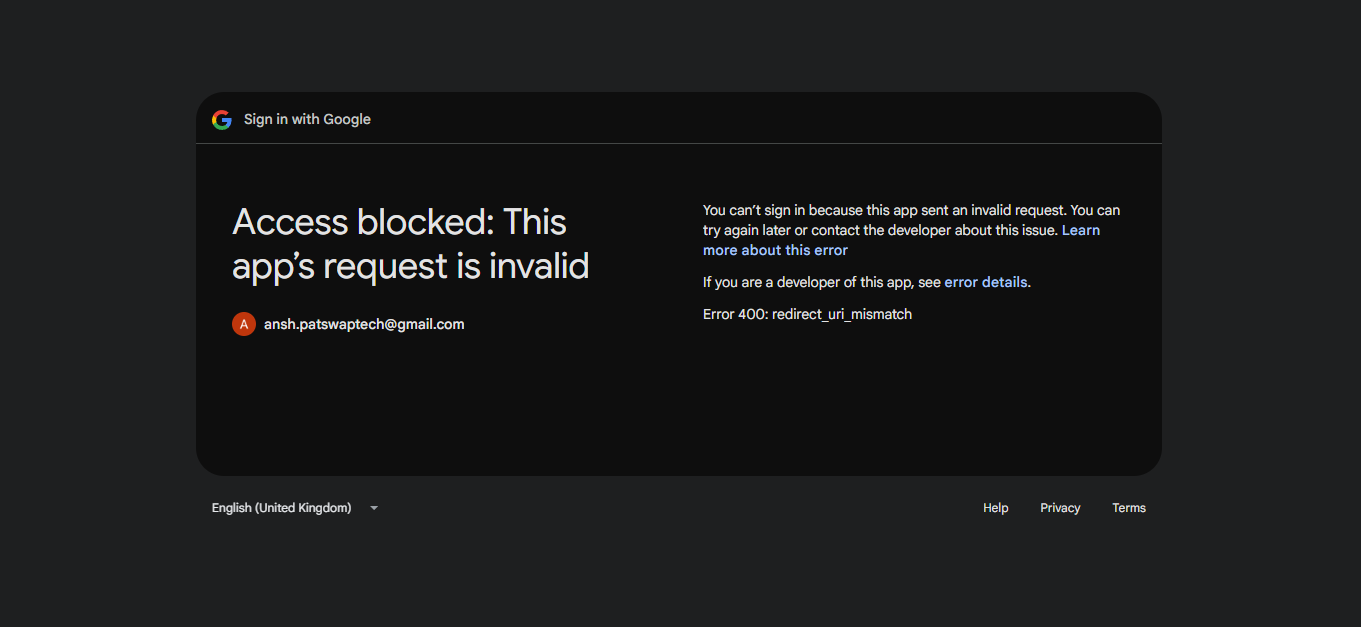 Sign in with Google
Access blocked: This
app’s request is invalid
A ansh.patswaptech@gmail.com
You can’t sign in because this app sent an invalid request. You can
try again later or contact the developer about this issue. Learn
more about this error
If you are a developer of this app, see error details.
Error 400: redirect_uri_mismatch
English (United Kingdom)
Help Privacy Terms